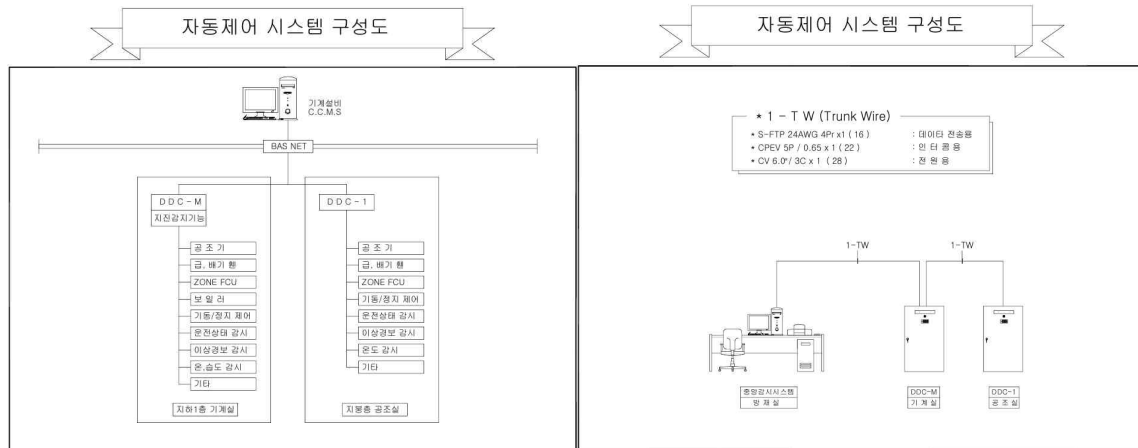 자동제어 시스템 구성도
기계설비
C.C.M.S
BAS NET
DDC-M
지진감지기능
공 조 기
급, 배기 휀
ZONE FCU
보 일 러
기동/정지 제어
운전상태 감시
이상경보 감시
온,습도 감시
기타
지하1층 기계실
DDC-1
공 조 기
급, 배기 휀
ZONE FCU
기동/정지 제어
운전상태 감시
이상경보 감시
온도 감시
기타
지붕층 공조실
자동제어 시스템 구성도
* 1 - T W (Trunk Wire)
* S-FTP 24AWG 4Pr x1 ( 16 ) : 데이타 전송용
* CPEV 5P / 0.65 x 1 ( 22 ) : 인 터 콤 용
* CV 6.0□/ 3C x 1 ( 28 ) : 전 원 용
1-TW
1-TW
중앙감시시스템
방 재 실
DDC-M
기 계 실
DDC-1
공 조 실